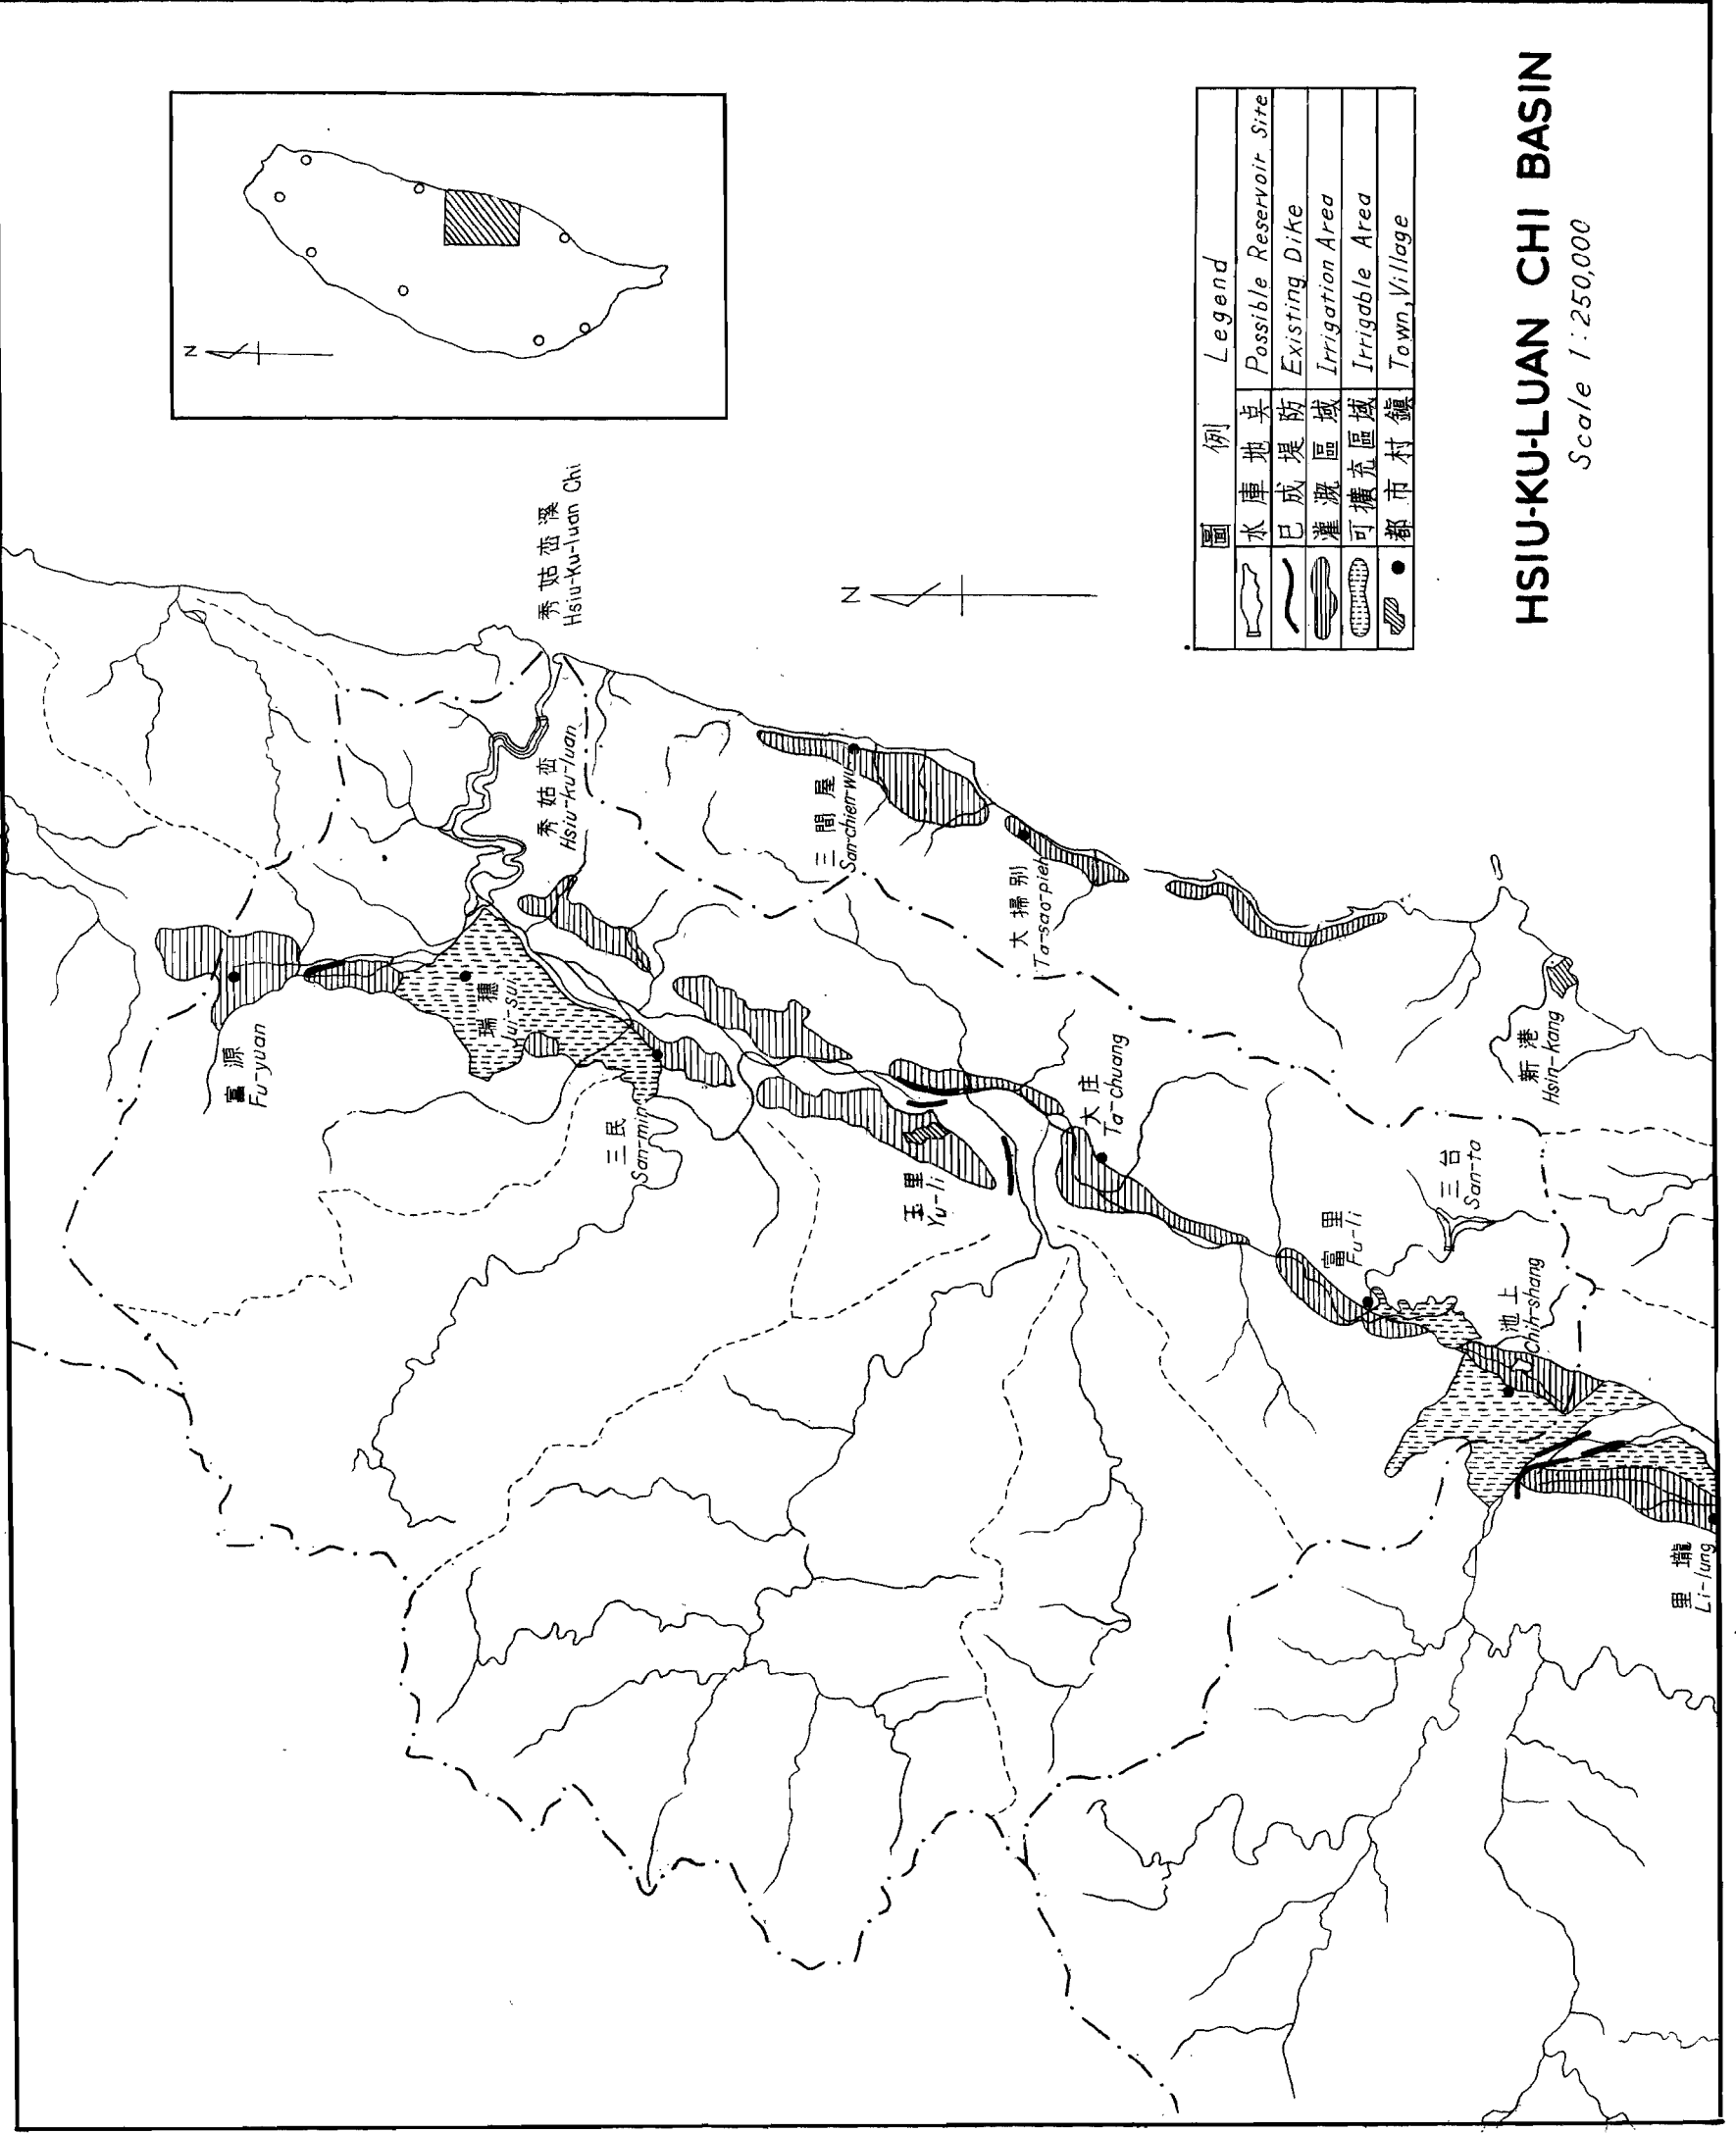 HSIU-KU-LUAN CHI BASIN
Scale 1:250,000
圖 例 Legend
水庫地点 Possible Reservoir Site
已成堤防 Existing Dike
灌溉區域 Irrigation Area
可擴充區域 Irrigable Area
都市村鎮 Town, Village
N
N
秀姑峦溪
Hsiu-Ku-luan Chi
秀姑峦
Hsiu-ku-luan
富源
Fu-yuan
瑞穗
Jui-sui
三民
San-min
三間屋
San-chien-wu
大掃别
Ta-sao-pieh
玉里
Yu-li
大庄
Ta-chuang
新港
Hsin-Kang
三台
San-ta
富里
Fu-li
池上
Chih-shang
里壠
Li-lung